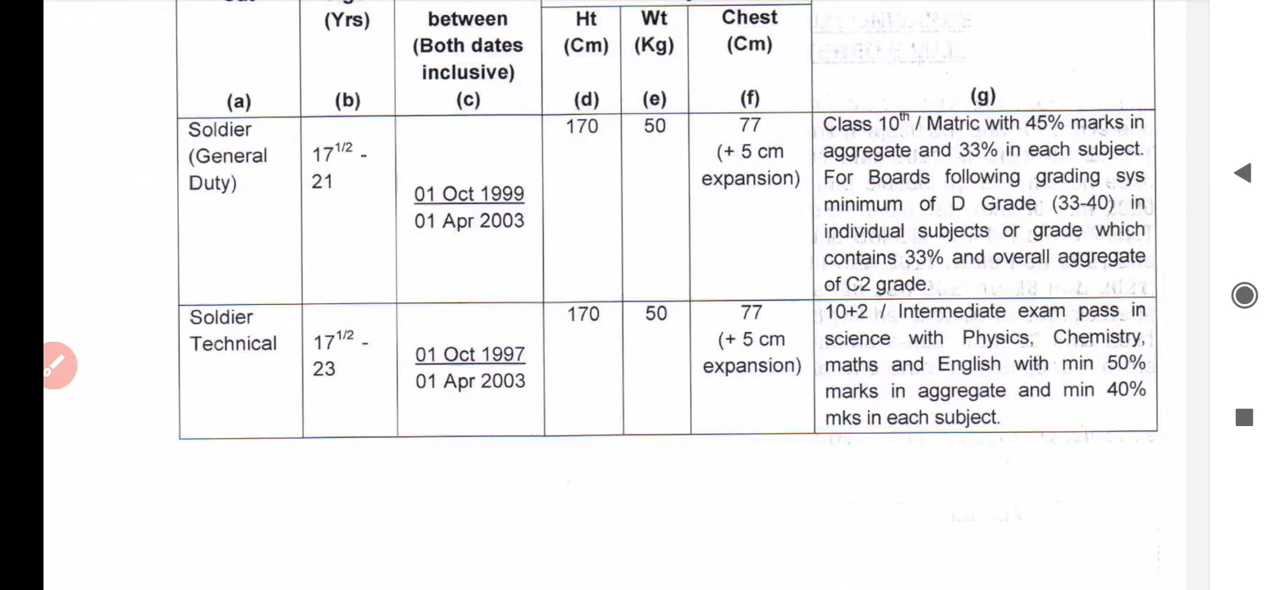 (Yrs)
between
(Both dates
inclusive)
Ht
(Cm)
Wt
(Kg)
Chest
(Cm)
(a)
(b)
(c)
(d)
(e)
(f)
(g)
Soldier
(General
Duty)
17 1/2 -
21
01 Oct 1999
01 Apr 2003
170
50
77
(+ 5 cm
expansion)
Class 10th / Matric with 45% marks in
aggregate and 33% in each subject.
For Boards following grading sys
minimum of D Grade (33-40) in
individual subjects or grade which
contains 33% and overall aggregate
of C2 grade.
Soldier
Technical
17 1/2 -
23
01 Oct 1997
01 Apr 2003
170
50
77
(+ 5 cm
expansion)
10+2 / Intermediate exam pass in
science with Physics, Chemistry,
maths and English with min 50%
marks in aggregate and min 40%
mks in each subject.